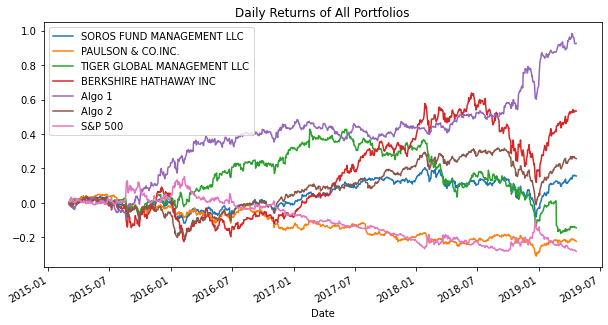 Daily Returns of All Portfolios
SOROS FUND MANAGEMENT LLC
PAULSON & CO.INC.
TIGER GLOBAL MANAGEMENT LLC
BERKSHIRE HATHAWAY INC
Algo 1
Algo 2
S&P 500
1.0
0.8
0.6
0.4
0.2
0.0
−0.2
2015-01
2015-07
2016-01
2016-07
2017-01
2017-07
2018-01
2018-07
2019-01
2019-07
Date